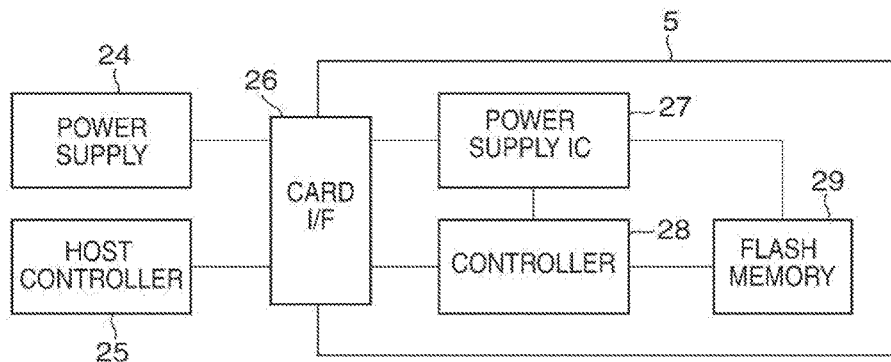 5
24
POWER
SUPPLY
26
CARD
I/F
POWER
SUPPLY IC
27
29
HOST
CONTROLLER
25
CONTROLLER
28
FLASH
MEMORY